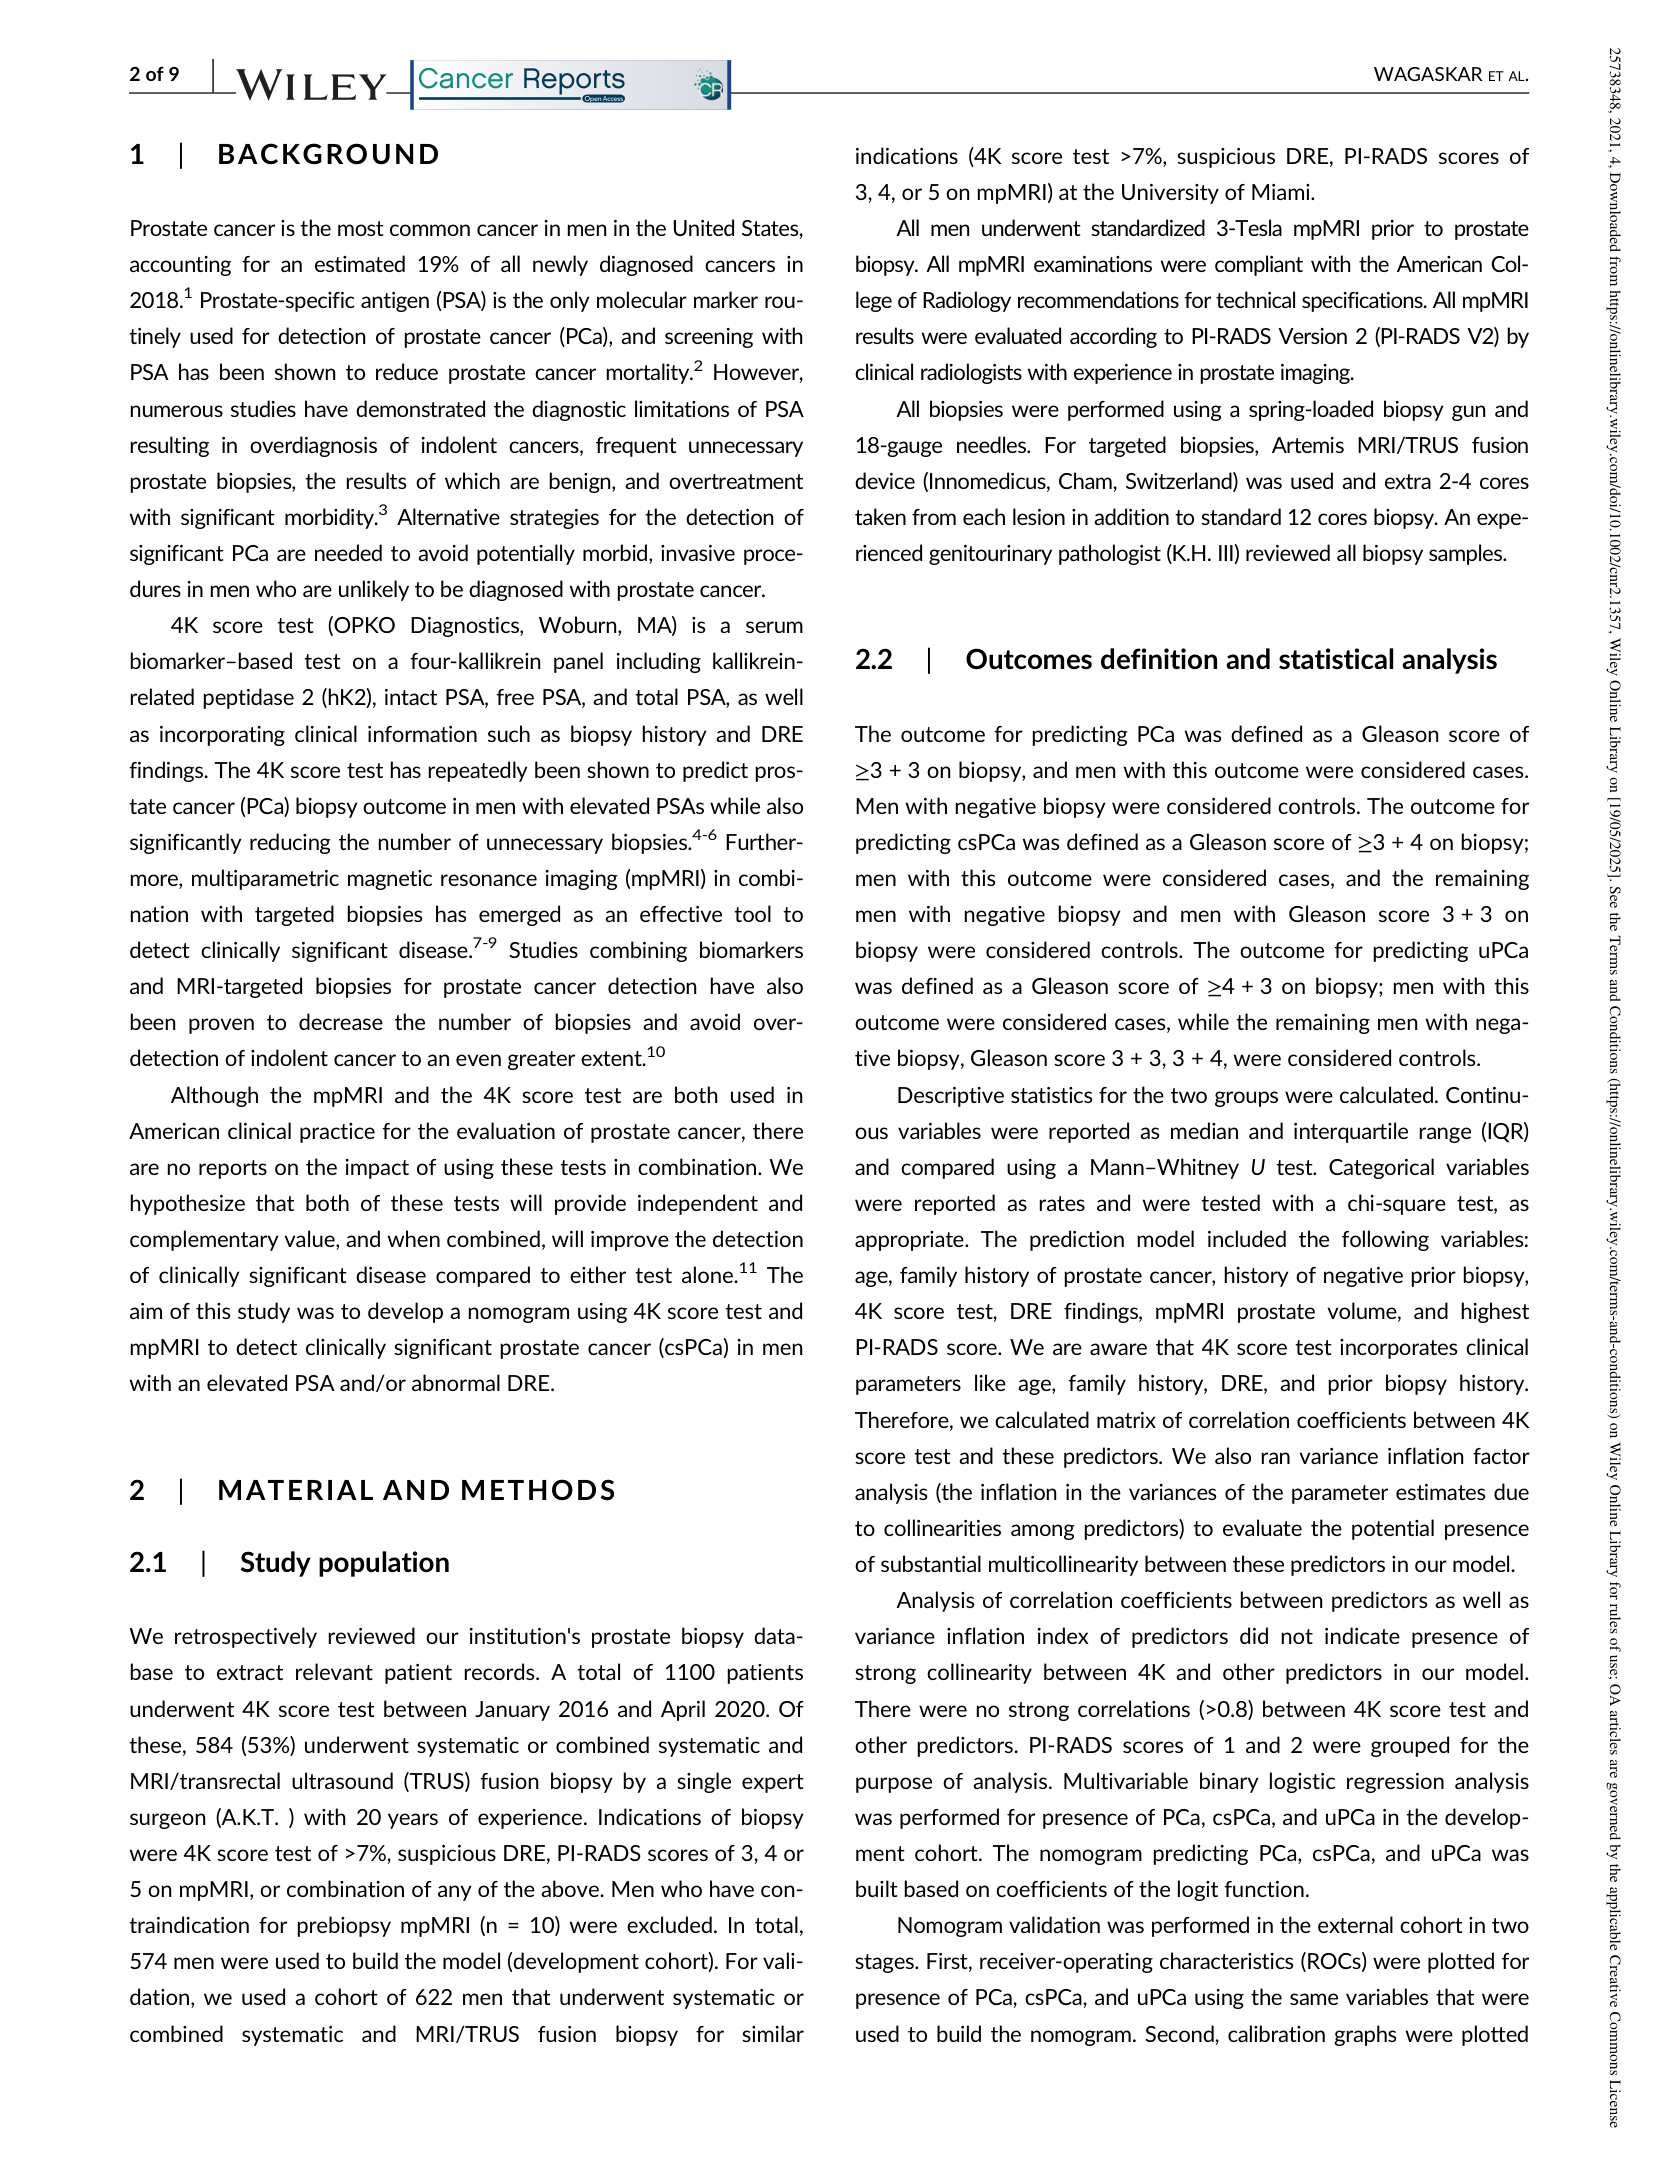 2 of 9
WILEY
Cancer Reports
Open Access
CR
WAGASKAR ET AL.
1 | BACKGROUND
Prostate cancer is the most common cancer in men in the United States,
accounting for an estimated 19% of all newly diagnosed cancers in
2018.1 Prostate-specific antigen (PSA) is the only molecular marker rou-
tinely used for detection of prostate cancer (PCa), and screening with
PSA has been shown to reduce prostate cancer mortality.2 However,
numerous studies have demonstrated the diagnostic limitations of PSA
resulting in overdiagnosis of indolent cancers, frequent unnecessary
prostate biopsies, the results of which are benign, and overtreatment
with significant morbidity.3 Alternative strategies for the detection of
significant PCa are needed to avoid potentially morbid, invasive proce-
dures in men who are unlikely to be diagnosed with prostate cancer.
4K score test (OPKO Diagnostics, Woburn, MA) is a serum
biomarker–based test on a four-kallikrein panel including kallikrein-
related peptidase 2 (hK2), intact PSA, free PSA, and total PSA, as well
as incorporating clinical information such as biopsy history and DRE
findings. The 4K score test has repeatedly been shown to predict pros-
tate cancer (PCa) biopsy outcome in men with elevated PSAs while also
significantly reducing the number of unnecessary biopsies.4-6 Further-
more, multiparametric magnetic resonance imaging (mpMRI) in combi-
nation with targeted biopsies has emerged as an effective tool to
detect clinically significant disease.7-9 Studies combining biomarkers
and MRI-targeted biopsies for prostate cancer detection have also
been proven to decrease the number of biopsies and avoid over-
detection of indolent cancer to an even greater extent.10
Although the mpMRI and the 4K score test are both used in
American clinical practice for the evaluation of prostate cancer, there
are no reports on the impact of using these tests in combination. We
hypothesize that both of these tests will provide independent and
complementary value, and when combined, will improve the detection
of clinically significant disease compared to either test alone.11 The
aim of this study was to develop a nomogram using 4K score test and
mpMRI to detect clinically significant prostate cancer (csPCa) in men
with an elevated PSA and/or abnormal DRE.
2 | MATERIAL AND METHODS
2.1 | Study population
We retrospectively reviewed our institution's prostate biopsy data-
base to extract relevant patient records. A total of 1100 patients
underwent 4K score test between January 2016 and April 2020. Of
these, 584 (53%) underwent systematic or combined systematic and
MRI/transrectal ultrasound (TRUS) fusion biopsy by a single expert
surgeon (A.K.T. ) with 20 years of experience. Indications of biopsy
were 4K score test of >7%, suspicious DRE, PI-RADS scores of 3, 4 or
5 on mpMRI, or combination of any of the above. Men who have con-
traindication for prebiopsy mpMRI (n = 10) were excluded. In total,
574 men were used to build the model (development cohort). For vali-
dation, we used a cohort of 622 men that underwent systematic or
combined systematic and MRI/TRUS fusion biopsy for similar
indications (4K score test >7%, suspicious DRE, PI-RADS scores of
3, 4, or 5 on mpMRI) at the University of Miami.
All men underwent standardized 3-Tesla mpMRI prior to prostate
biopsy. All mpMRI examinations were compliant with the American Col-
lege of Radiology recommendations for technical specifications. All mpMRI
results were evaluated according to PI-RADS Version 2 (PI-RADS V2) by
clinical radiologists with experience in prostate imaging.
All biopsies were performed using a spring-loaded biopsy gun and
18-gauge needles. For targeted biopsies, Artemis MRI/TRUS fusion
device (Innomedicus, Cham, Switzerland) was used and extra 2-4 cores
taken from each lesion in addition to standard 12 cores biopsy. An expe-
rienced genitourinary pathologist (K.H. III) reviewed all biopsy samples.
2.2 | Outcomes definition and statistical analysis
The outcome for predicting PCa was defined as a Gleason score of
≥3 + 3 on biopsy, and men with this outcome were considered cases.
Men with negative biopsy were considered controls. The outcome for
predicting csPCa was defined as a Gleason score of ≥3 + 4 on biopsy;
men with this outcome were considered cases, and the remaining
men with negative biopsy and men with Gleason score 3 + 3 on
biopsy were considered controls. The outcome for predicting uPCa
was defined as a Gleason score of ≥4 + 3 on biopsy; men with this
outcome were considered cases, while the remaining men with nega-
tive biopsy, Gleason score 3 + 3, 3 + 4, were considered controls.
Descriptive statistics for the two groups were calculated. Continu-
ous variables were reported as median and interquartile range (IQR)
and compared using a Mann–Whitney U test. Categorical variables
were reported as rates and were tested with a chi-square test, as
appropriate. The prediction model included the following variables:
age, family history of prostate cancer, history of negative prior biopsy,
4K score test, DRE findings, mpMRI prostate volume, and highest
PI-RADS score. We are aware that 4K score test incorporates clinical
parameters like age, family history, DRE, and prior biopsy history.
Therefore, we calculated matrix of correlation coefficients between 4K
score test and these predictors. We also ran variance inflation factor
analysis (the inflation in the variances of the parameter estimates due
to collinearities among predictors) to evaluate the potential presence
of substantial multicollinearity between these predictors in our model.
Analysis of correlation coefficients between predictors as well as
variance inflation index of predictors did not indicate presence of
strong collinearity between 4K and other predictors in our model.
There were no strong correlations (>0.8) between 4K score test and
other predictors. PI-RADS scores of 1 and 2 were grouped for the
purpose of analysis. Multivariable binary logistic regression analysis
was performed for presence of PCa, csPCa, and uPCa in the develop-
ment cohort. The nomogram predicting PCa, csPCa, and uPCa was
built based on coefficients of the logit function.
Nomogram validation was performed in the external cohort in two
stages. First, receiver-operating characteristics (ROCs) were plotted for
presence of PCa, csPCa, and uPCa using the same variables that were
used to build the nomogram. Second, calibration graphs were plotted
25738348, 2021, 4, Downloaded from https://onlinelibrary.wiley.com/doi/10.1002/cnr2.1357, Wiley Online Library on [19/05/2025]. See the Terms and Conditions (https://onlinelibrary.wiley.com/terms-and-conditions) on Wiley Online Library for rules of use; OA articles are governed by the applicable Creative Commons License